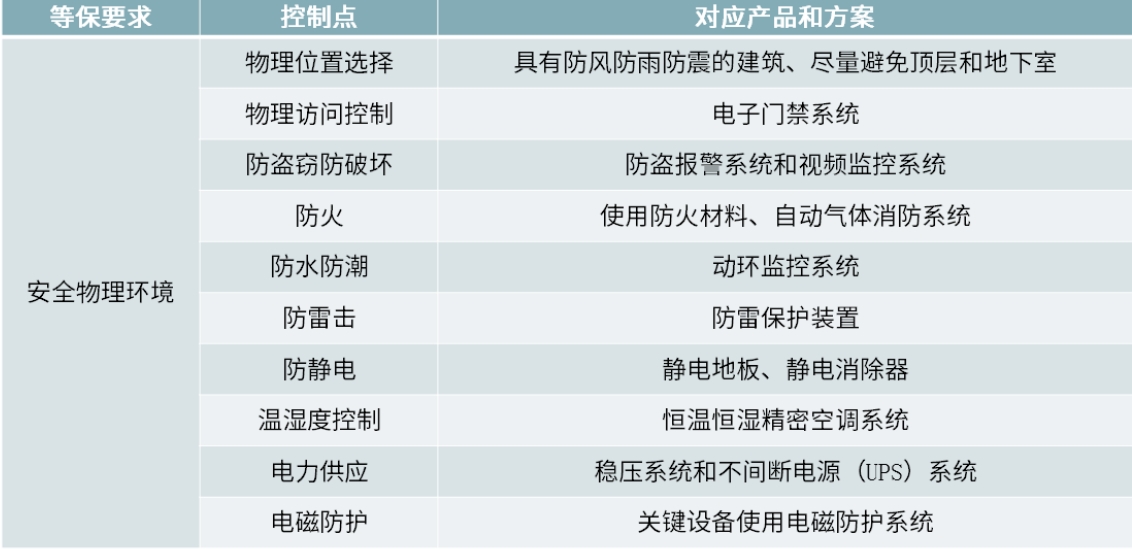 等保要求 控制点 对应产品和方案
安全物理环境
物理位置选择 具有防风防雨防震的建筑、尽量避免顶层和地下室
物理访问控制 电子门禁系统
防盗窃防破坏 防盗报警系统和视频监控系统
防火 使用防火材料、自动气体消防系统
防水防潮 动环监控系统
防雷击 防雷保护装置
防静电 静电地板、静电消除器
温湿度控制 恒温恒湿精密空调系统
电力供应 稳压系统和不间断电源（UPS）系统
电磁防护 关键设备使用电磁防护系统